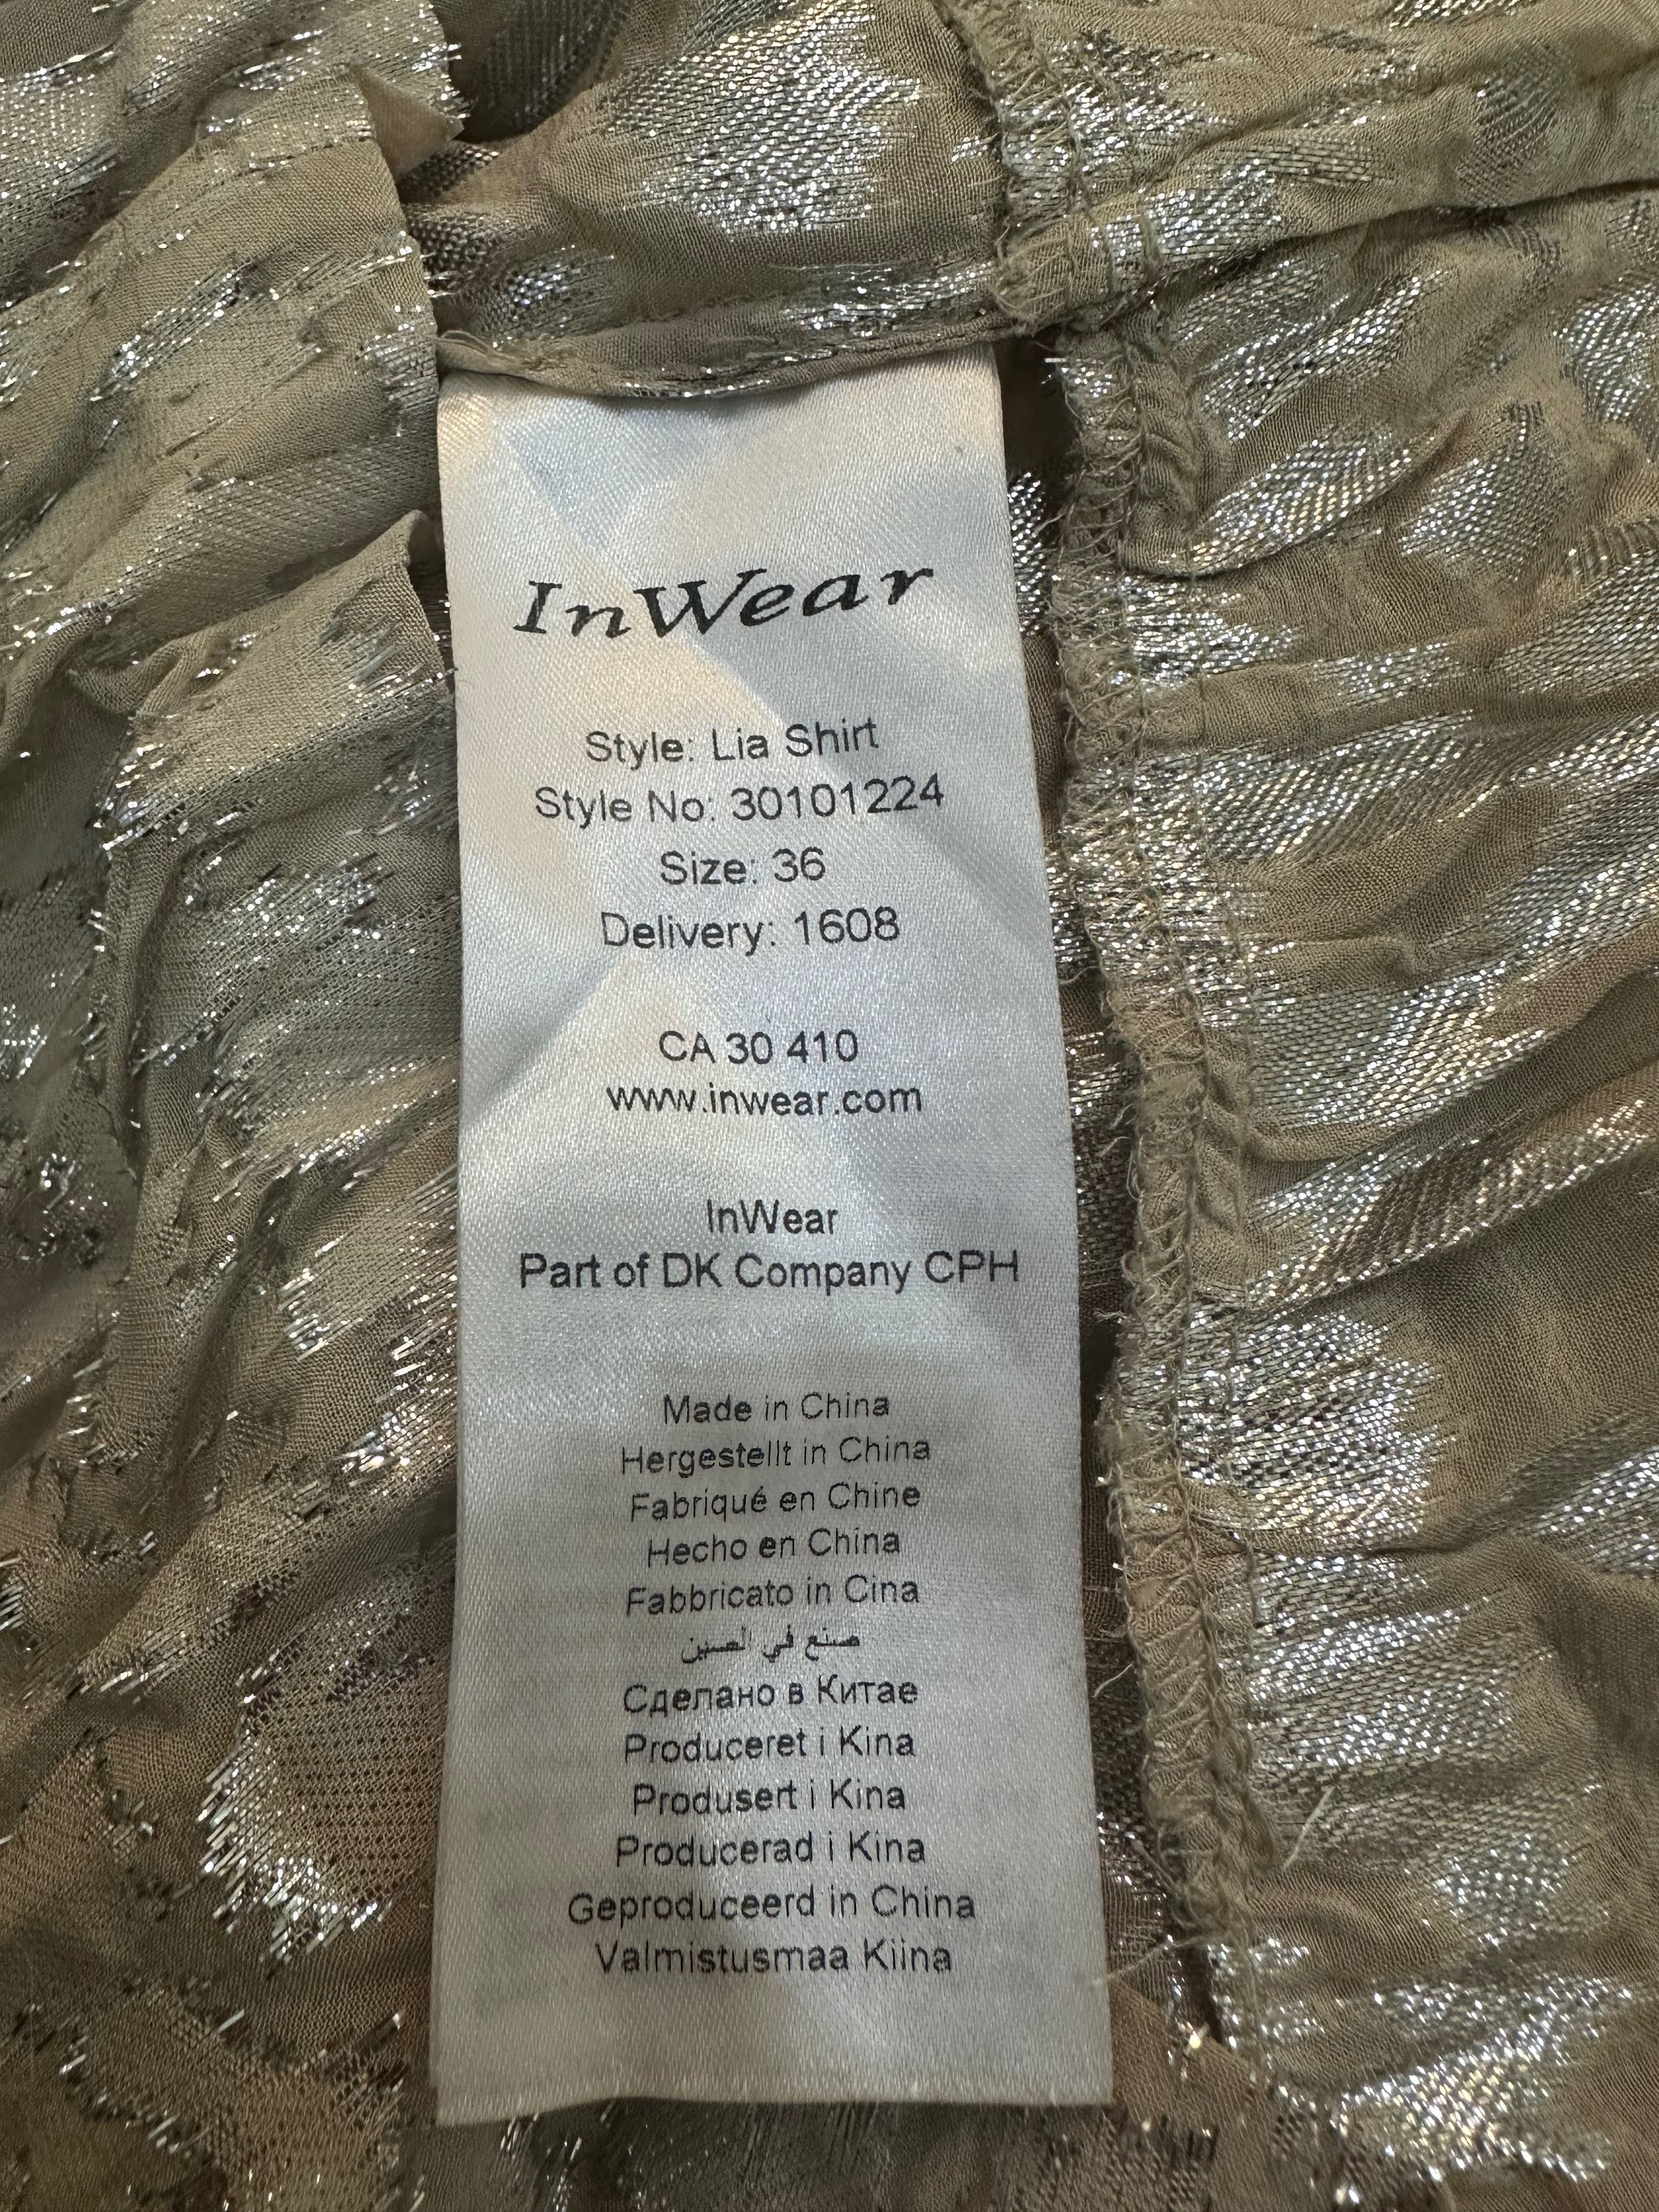 InWear
Style: Lia Shirt
Style No: 30101224
Size: 36
Delivery: 1608
CA 30 410
www.inwear.com
InWear
Part of DK Company CPH
Made in China
Hergestellt in China
Fabriqué en Chine
Hecho en China
Fabbricato in Cina
صنع في الصين
Сделано в Китае
Produceret i Kina
Produsert i Kina
Producerad i Kina
Geproduceerd in China
Valmistusmaa Kiina